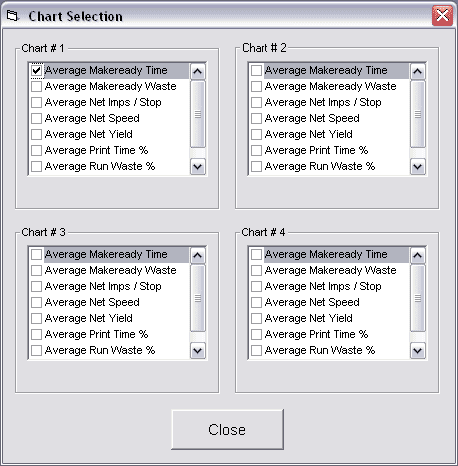 Chart Selection
Chart # 1
Average Makeready Time
Average Makeready Waste
Average Net Imps / Stop
Average Net Speed
Average Net Yield
Average Print Time %
Average Run Waste %
Chart # 2
Average Makeready Time
Average Makeready Waste
Average Net Imps / Stop
Average Net Speed
Average Net Yield
Average Print Time %
Average Run Waste %
Chart # 3
Average Makeready Time
Average Makeready Waste
Average Net Imps / Stop
Average Net Speed
Average Net Yield
Average Print Time %
Average Run Waste %
Chart # 4
Average Makeready Time
Average Makeready Waste
Average Net Imps / Stop
Average Net Speed
Average Net Yield
Average Print Time %
Average Run Waste %
Close